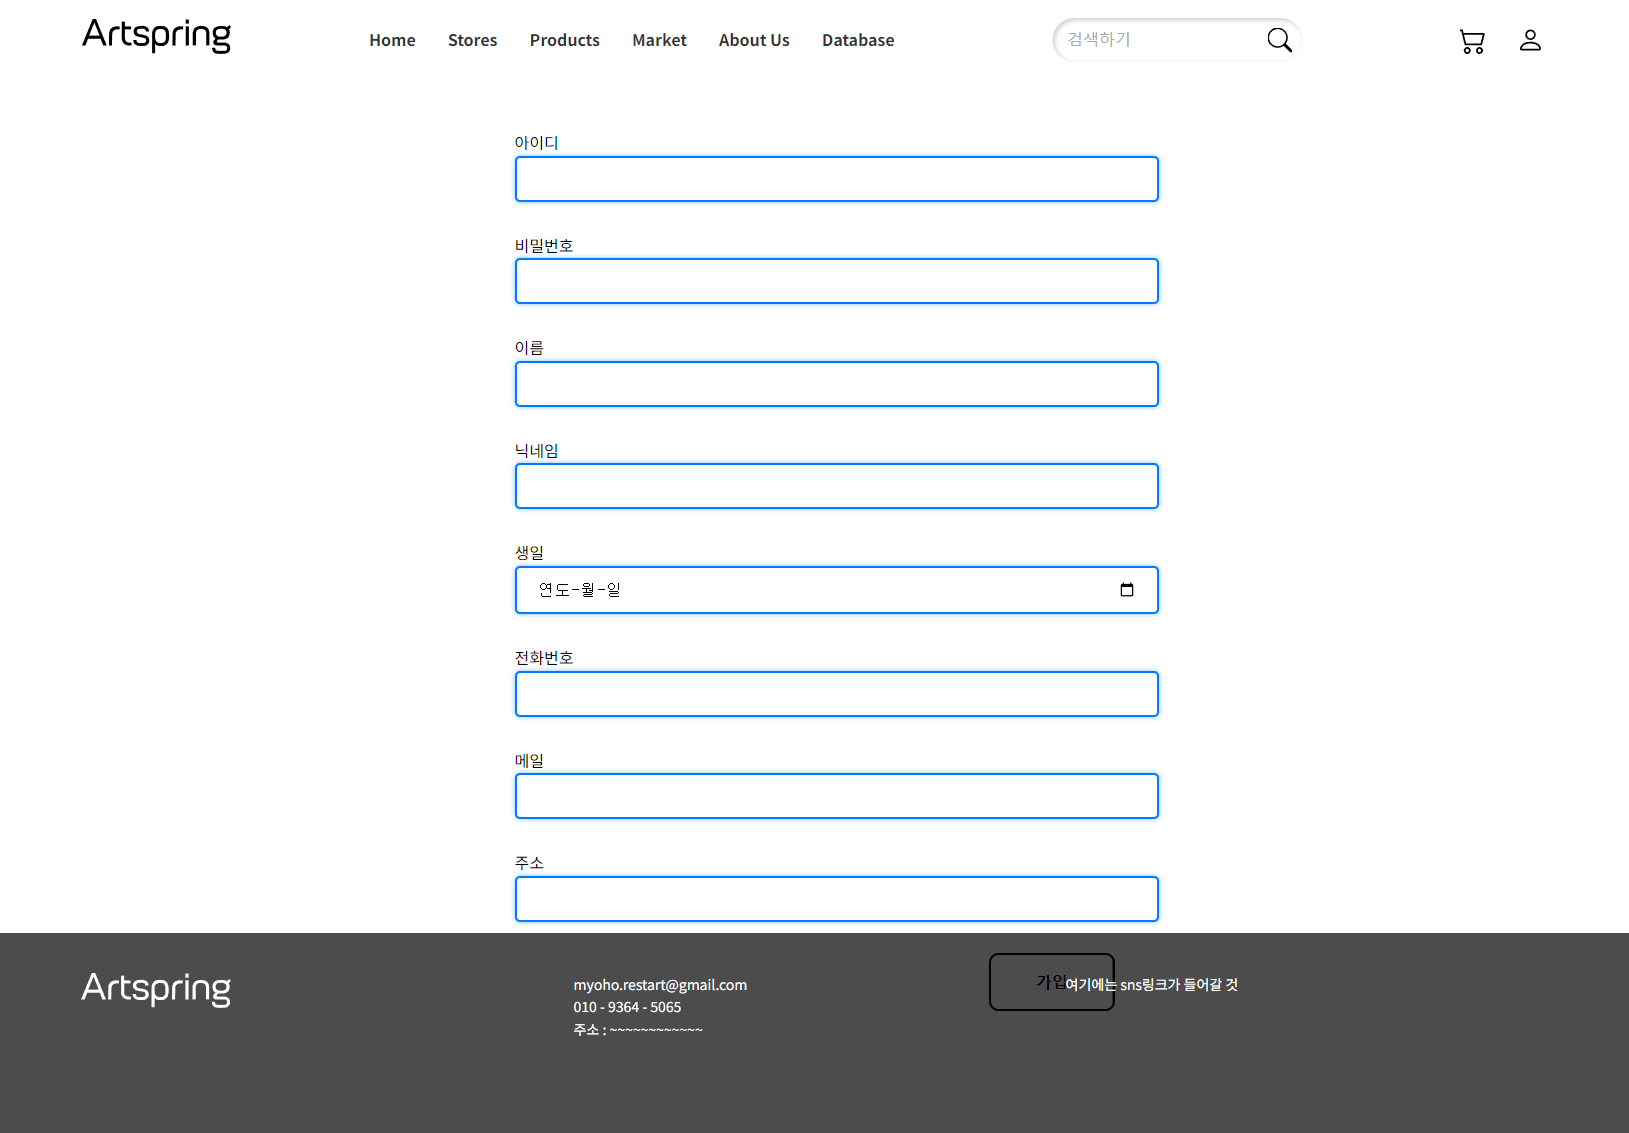 Artspring
Home Stores Products Market About Us Database
검색하기
아이디
비밀번호
이름
닉네임
생일
연도-월-일
전화번호
메일
주소
Artspring
myoho.restart@gmail.com
010 - 9364 - 5065
주소 : ~~~~~~~~~~~~
가입
여기에는 sns링크가 들어갈 것